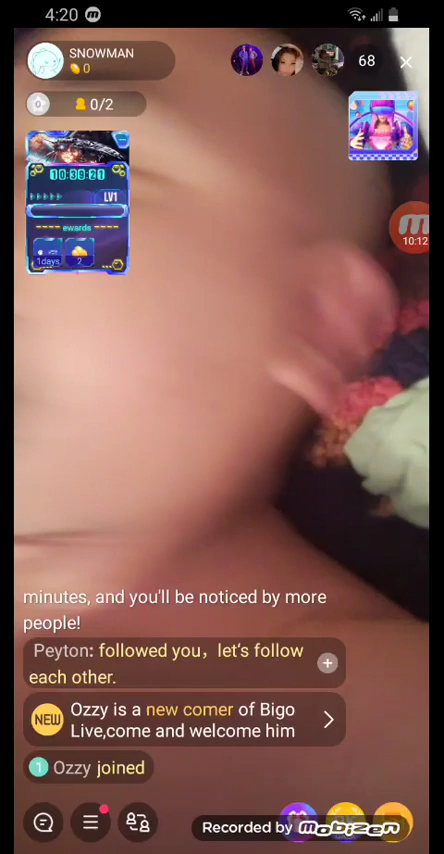 4:20
SNOWMAN
0
68
0
0/2
10:39:21
LV1
ewards
1days
2
10:12
minutes, and you'll be noticed by more
people!
Peyton: followed you, let's follow
each other.
NEW
Ozzy is a new comer of Bigo
Live,come and welcome him
1 Ozzy joined
Recorded by mobizen